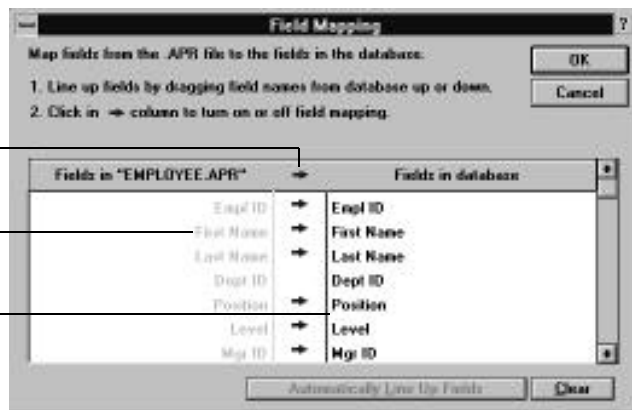 Field Mapping
?
Map fields from the .APR file to the fields in the database.
OK
1. Line up fields by dragging field names from database up or down.
Cancel
2. Click in → column to turn on or off field mapping.
Fields in "EMPLOYEE.APR" → Fields in database
Empl ID → Empl ID
First Name → First Name
Last Name → Last Name
Dept ID Dept ID
Position → Position
Level → Level
Mgr ID → Mgr ID
Automatically Line Up Fields
Clear